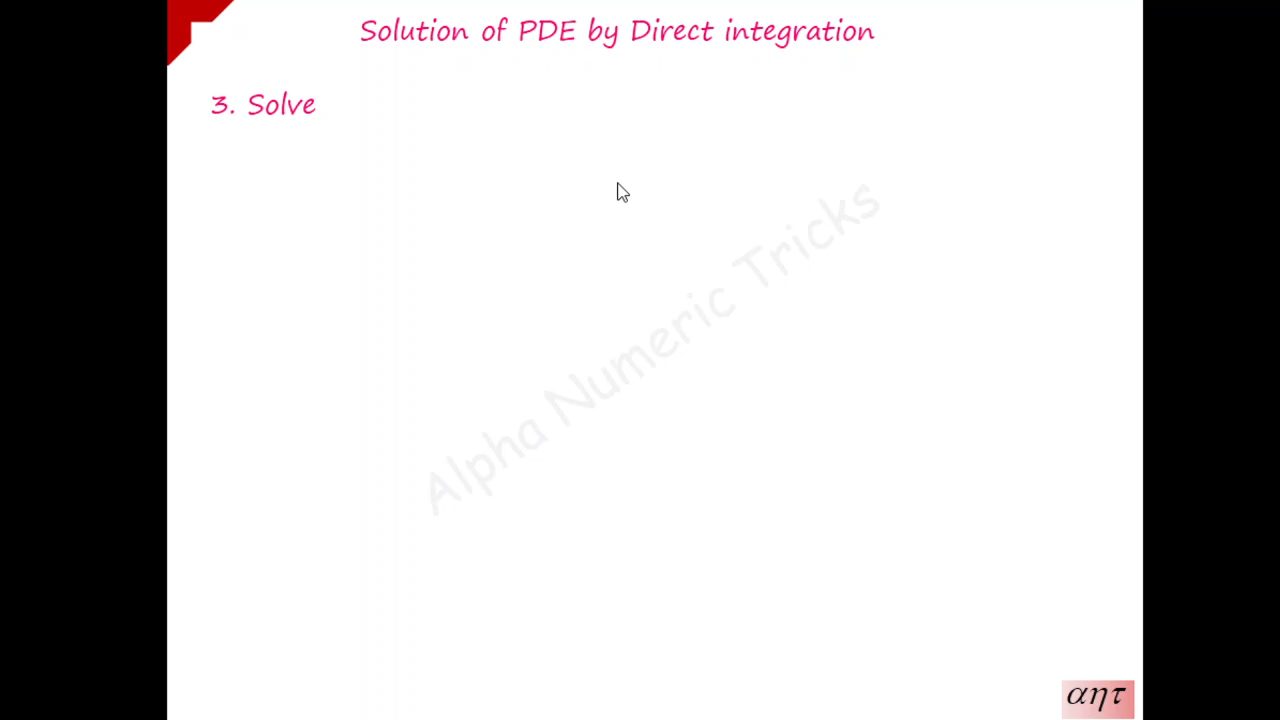 Solution of PDE by Direct integration
3. Solve
Alpha Numeric Tricks
αητ